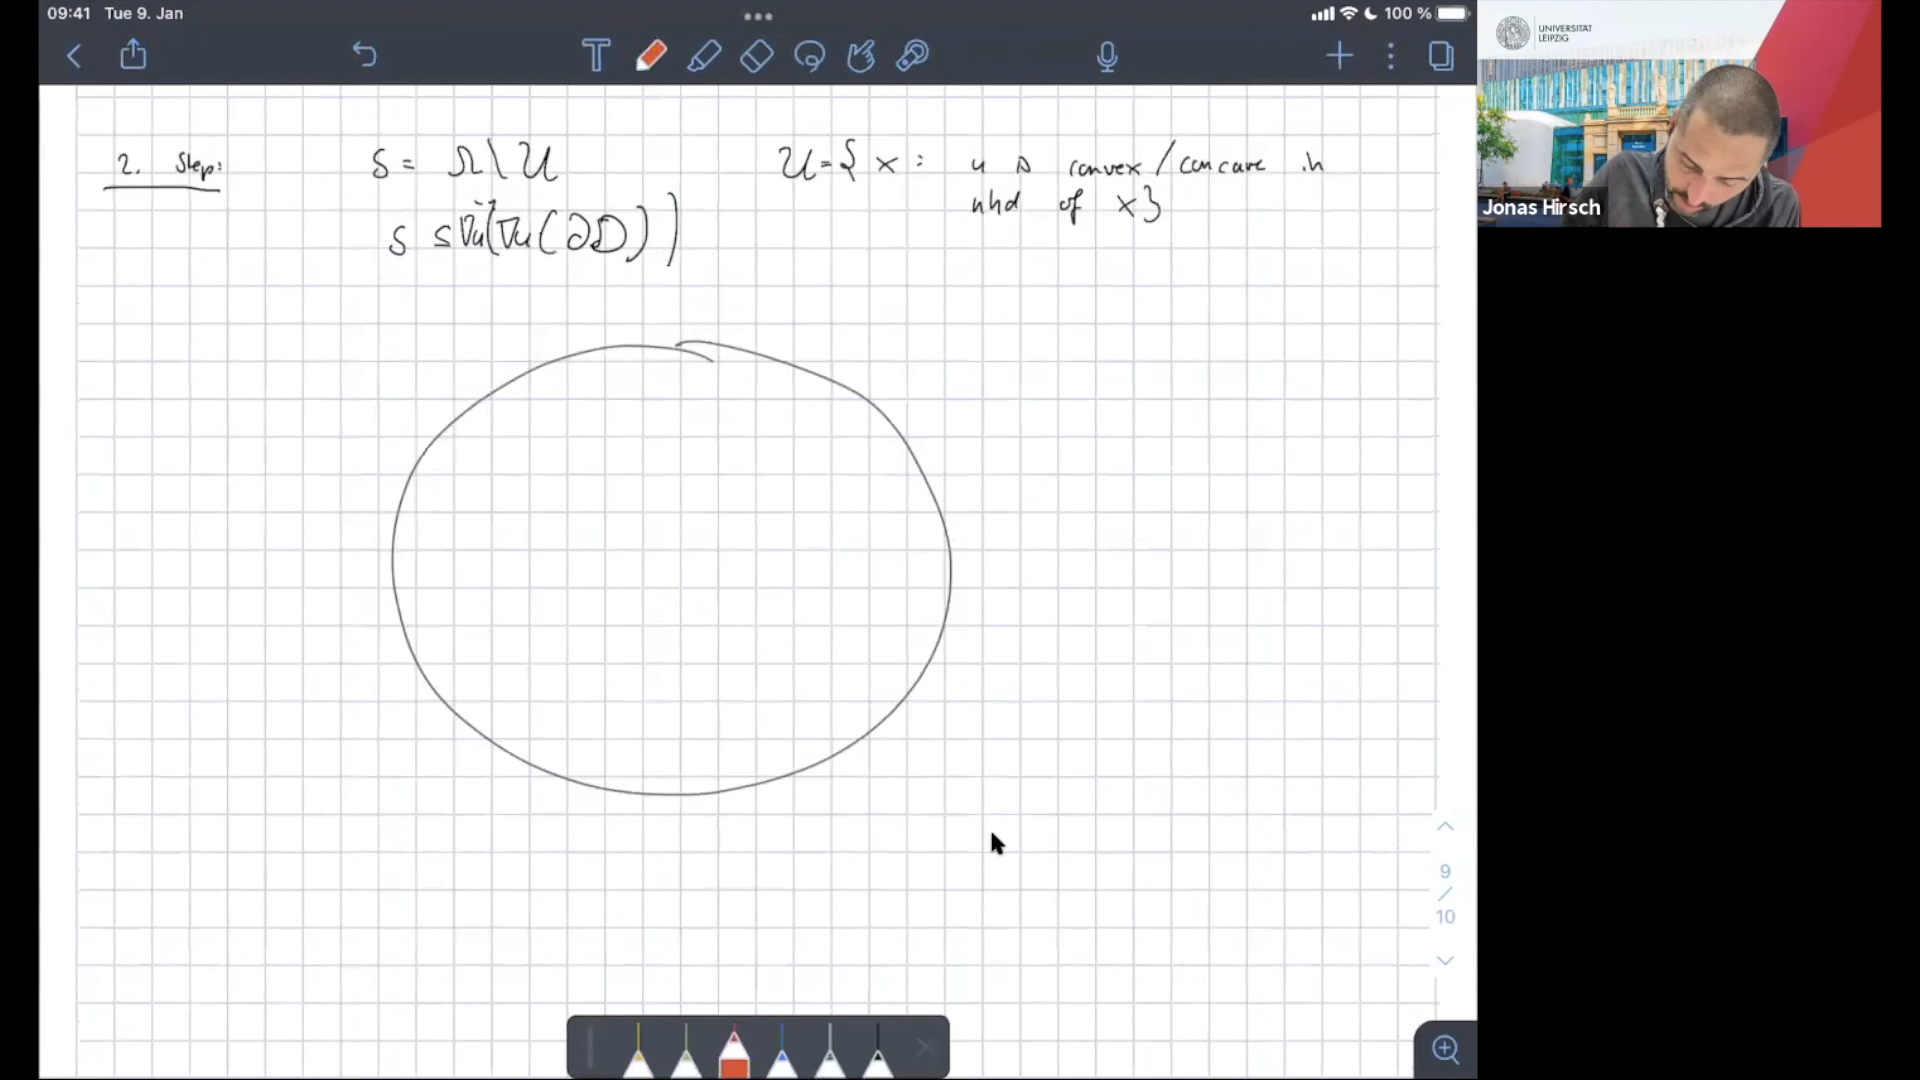 09:41 Tue 9. Jan
100 %
UNIVERSITÄT
LEIPZIG
Jonas Hirsch
2. Step: S = Ω \ U U = { x : u is convex / concave in
nhd of x }
S ⊆ ∇u⁻¹(∇u(∂D))
9
/
10